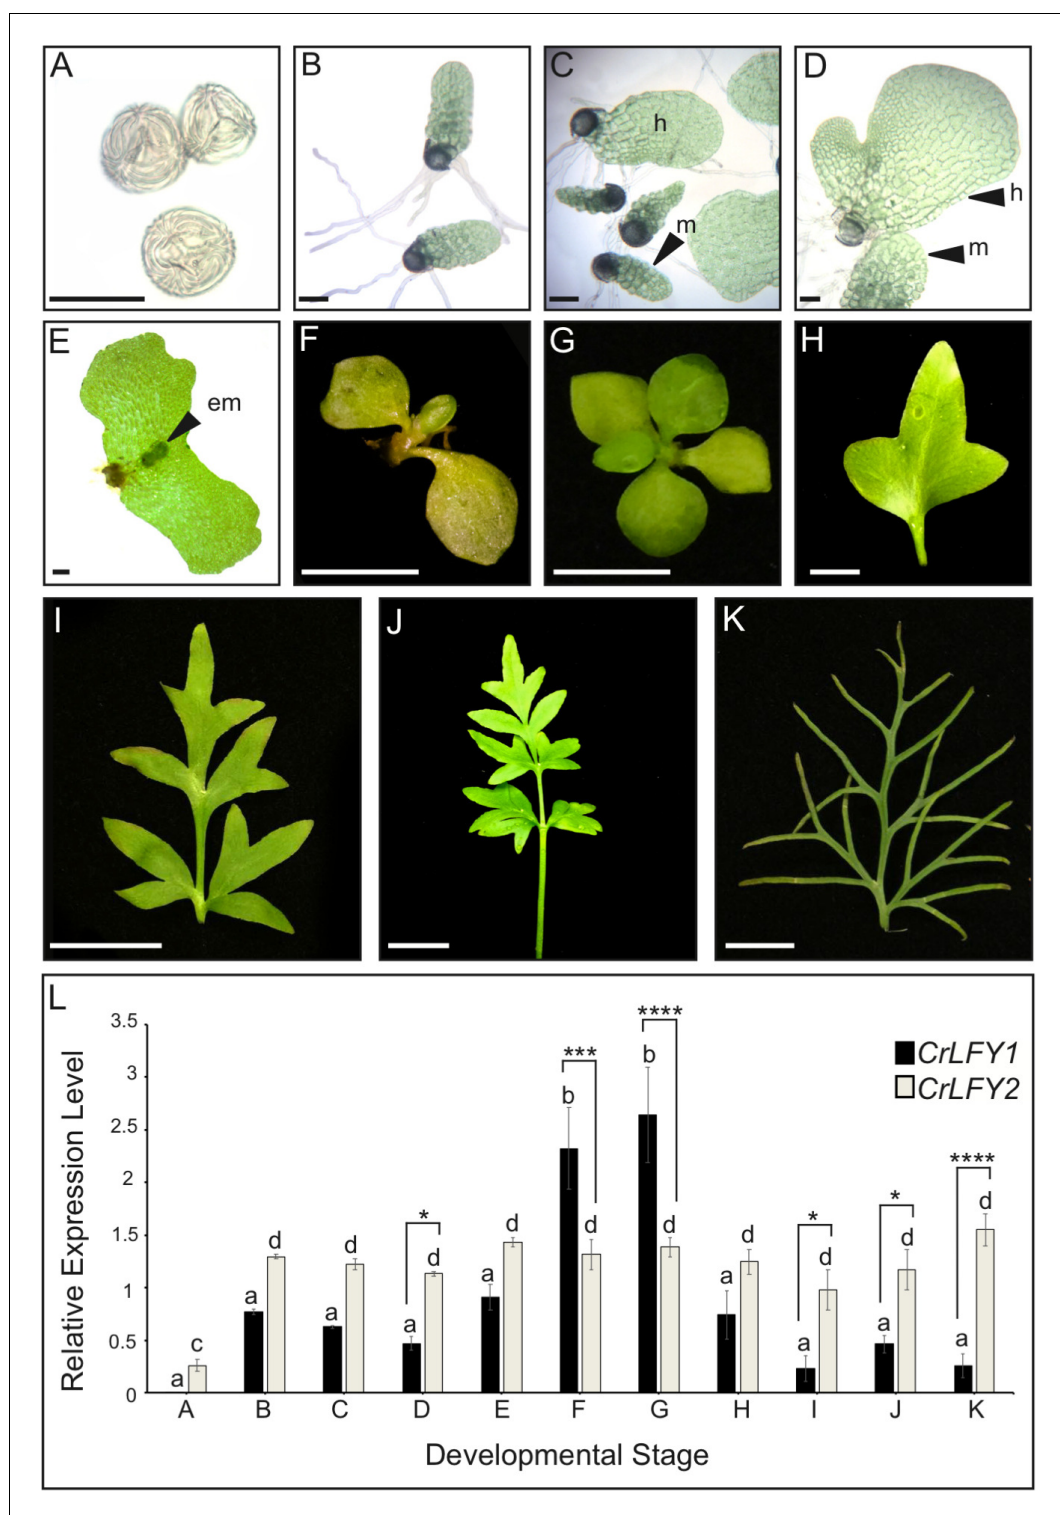 A
B
C
h
m
D
h
m
E
em
F
G
H
I
J
K
L
Relative Expression Level
3.5
3
2.5
2
1.5
1
0.5
0
CrLFY1
CrLFY2
**** 
*** 
b
b
****
*
*
*
d
d
d
d
d
d
d
d
d
d
a
a
a
a
a
a
a
a
a
c
A B C D E F G H I J K
Developmental Stage